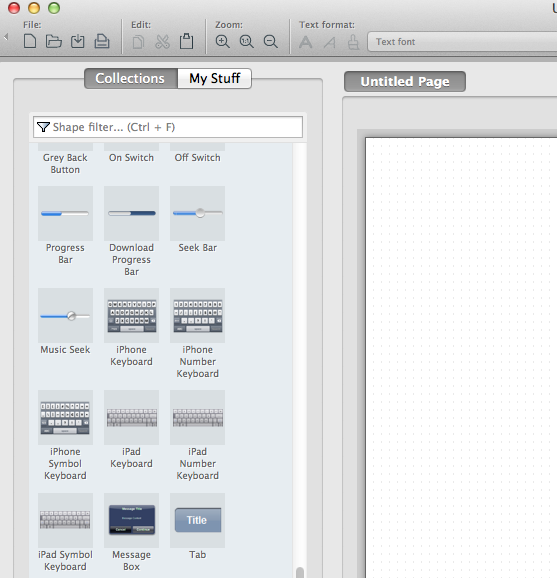 U
File:
Edit:
Zoom:
Text format:
1:1
A
A
Text font
Collections
My Stuff
Untitled Page
Shape filter... (Ctrl + F)
Grey Back
Button
On Switch
Off Switch
Progress
Bar
Download
Progress
Bar
Seek Bar
Music Seek
iPhone
Keyboard
iPhone
Number
Keyboard
iPhone
Symbol
Keyboard
iPad
Keyboard
iPad
Number
Keyboard
Title
iPad Symbol
Keyboard
Message
Box
Tab